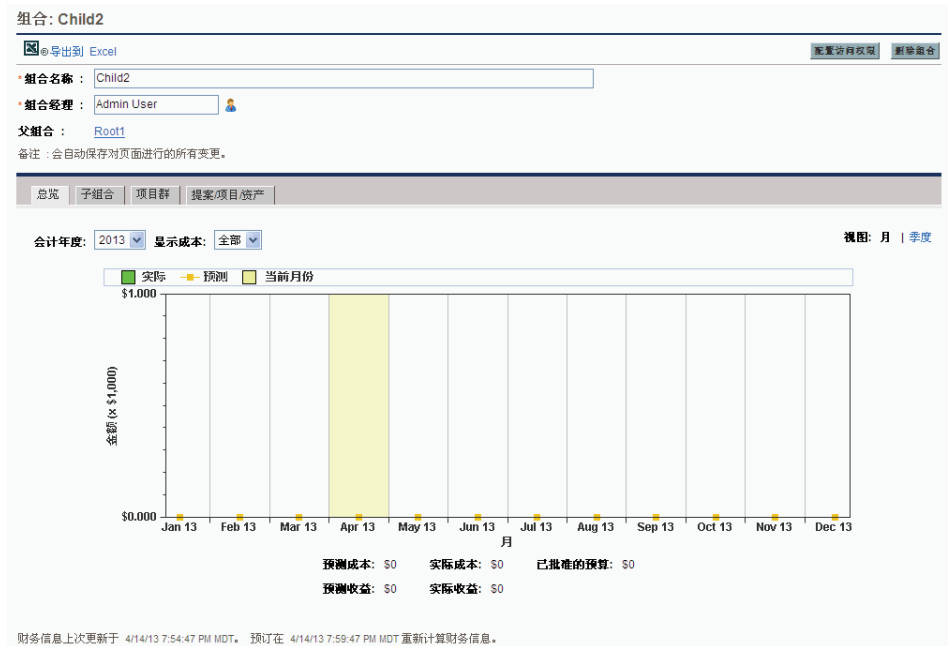 组合: Child2
导出到 Excel
配置访问权限 删除组合
*组合名称： Child2
*组合经理： Admin User
父组合： Root1
备注：会自动保存对页面进行的所有变更。
总览 子组合 项目群 提案/项目/资产
会计年度: 2013 显示成本: 全部 视图: 月 | 季度
实际 预测 当前月份
$1.000
金额 (x $1,000)
$0.000
Jan 13 Feb 13 Mar 13 Apr 13 May 13 Jun 13 Jul 13 Aug 13 Sep 13 Oct 13 Nov 13 Dec 13
月
预测成本: $0 实际成本: $0 已批准的预算: $0
预测收益: $0 实际收益: $0
财务信息上次更新于 4/14/13 7:54:47 PM MDT。 预订在 4/14/13 7:59:47 PM MDT 重新计算财务信息。